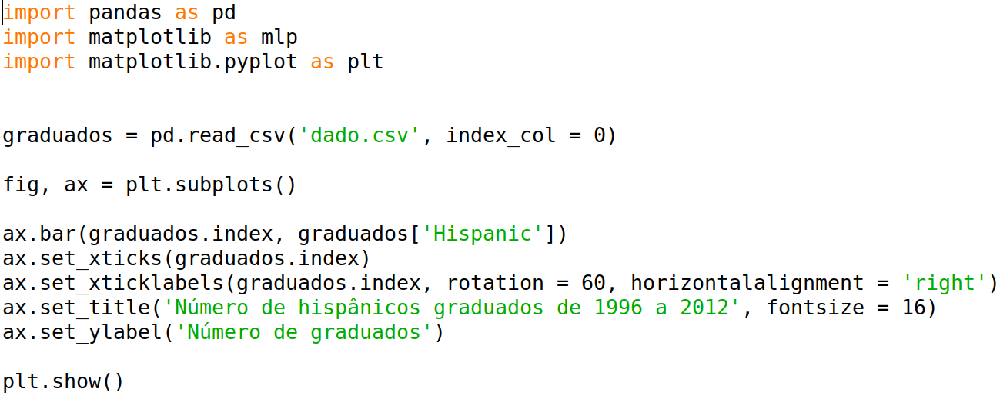 import pandas as pd
import matplotlib as mlp
import matplotlib.pyplot as plt
graduados = pd.read_csv('dado.csv', index_col = 0)
fig, ax = plt.subplots()
ax.bar(graduados.index, graduados['Hispanic'])
ax.set_xticks(graduados.index)
ax.set_xticklabels(graduados.index, rotation = 60, horizontalalignment = 'right')
ax.set_title('Número de hispânicos graduados de 1996 a 2012', fontsize = 16)
ax.set_ylabel('Número de graduados')
plt.show()